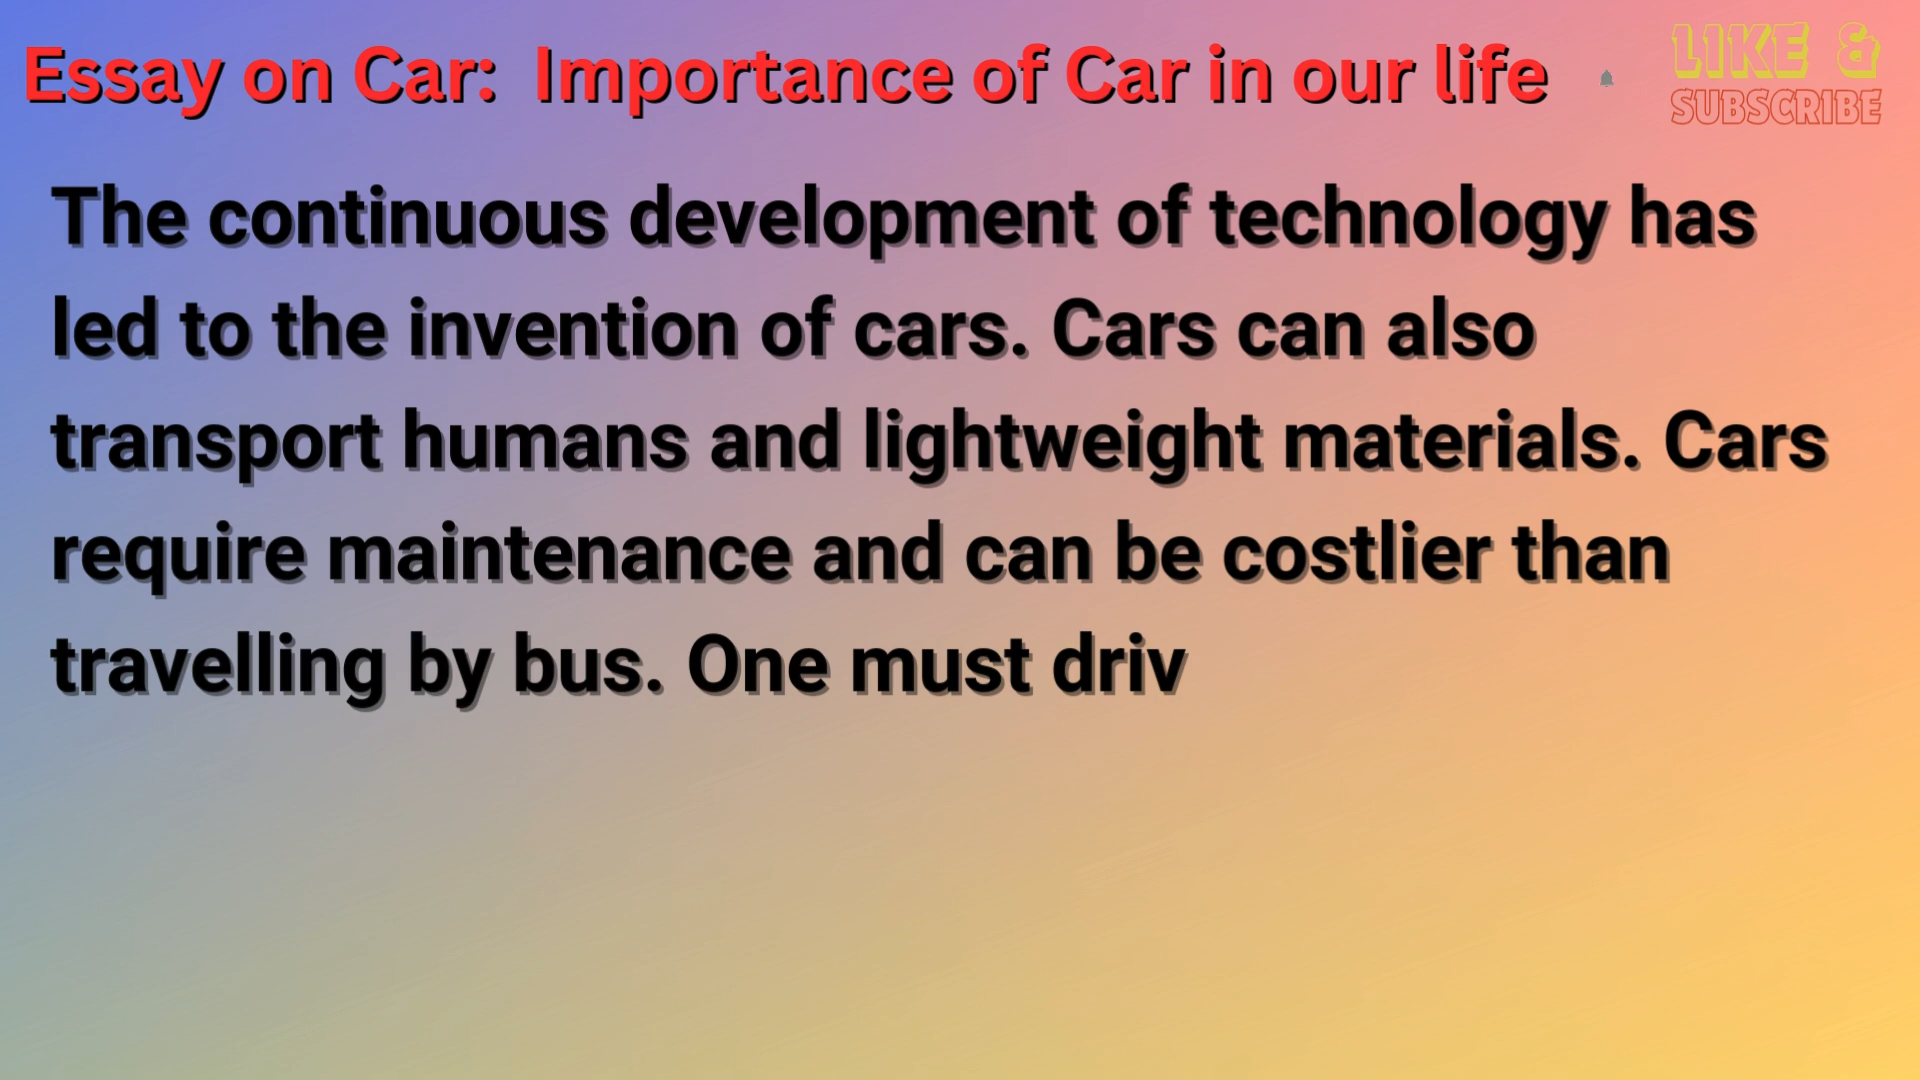 Essay on Car: Importance of Car in our life
LIKE &
SUBSCRIBE
The continuous development of technology has
led to the invention of cars. Cars can also
transport humans and lightweight materials. Cars
require maintenance and can be costlier than
travelling by bus. One must driv